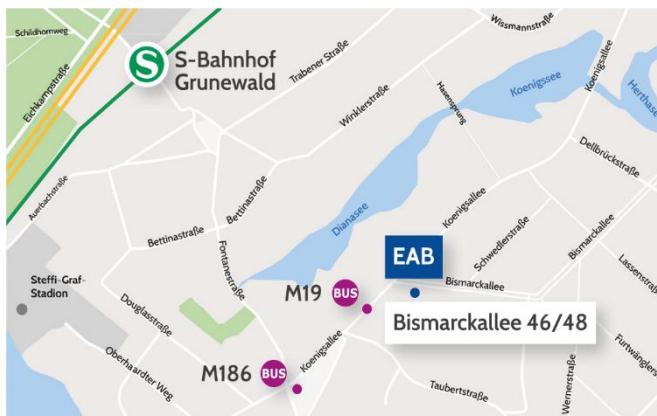 Schildhornweg
Eichkampstraße
S
S-Bahnhof
Grunewald
Trabener Straße
Wissmannstraße
Koenigsallee
Koenigssee
Herthasee
Winklerstraße
Hasensprung
Dellbrückstraße
Auerbachstraße
Bettinastraße
Bettinastraße
Dianasee
Koenigsallee
Schwedlerstraße
Bismarckallee
Lassenstraße
Fontanestraße
EAB
Bismarckallee
Steffi-Graf-
Stadion
M19
BUS
Bismarckallee 46/48
Douglasstraße
Koenigsallee
Furtwängler
Oberhaardter Weg
M186
BUS
Taubertstraße
Wernerstraße